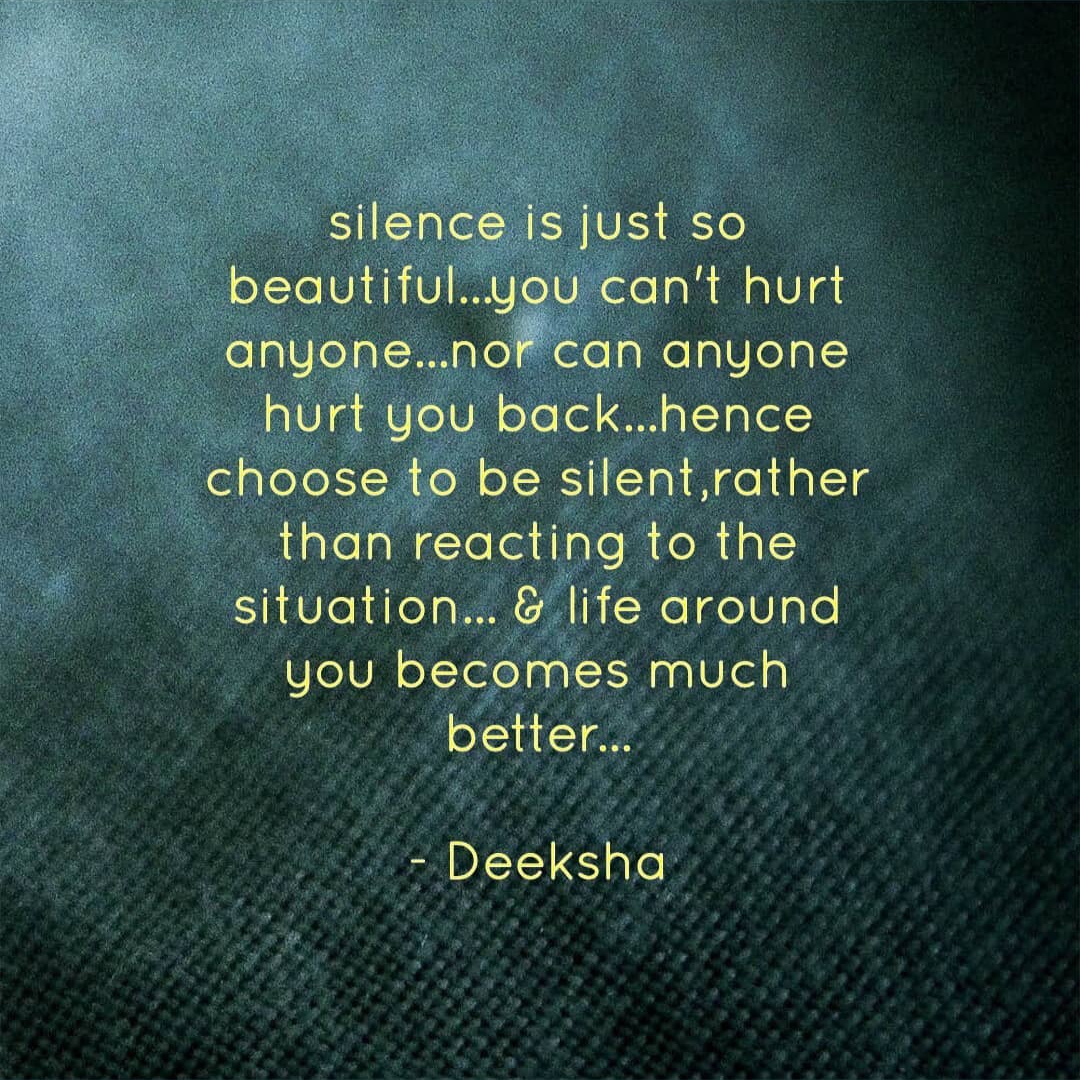 silence is just so
beautiful...you can't hurt
anyone...nor can anyone
hurt you back...hence
choose to be silent,rather
than reacting to the
situation... & life around
you becomes much
better...
- Deeksha